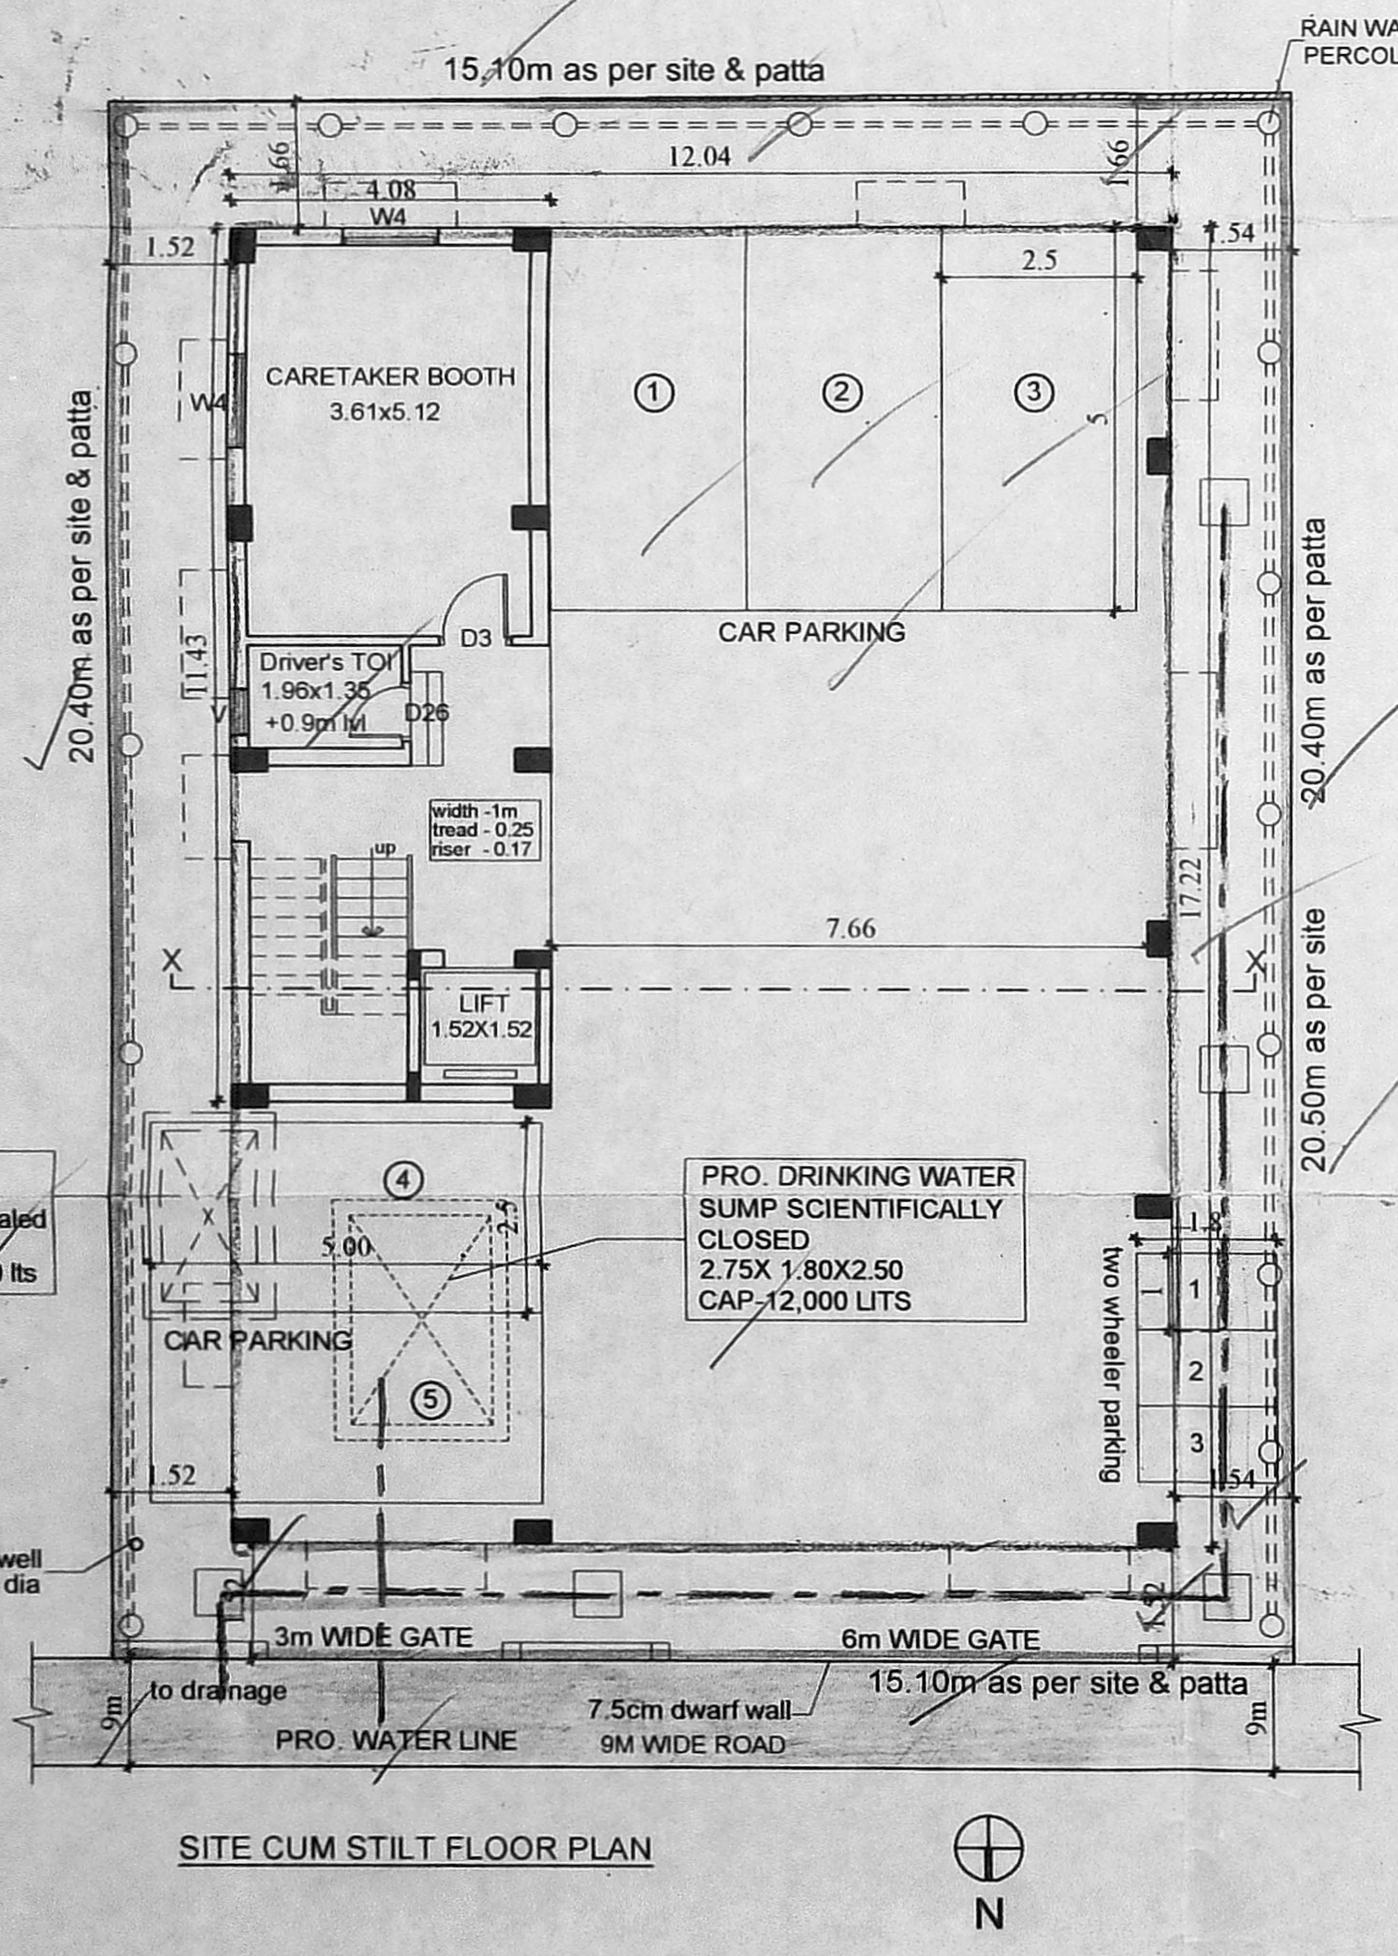 RAIN WA
PERCOL
15.10m as per site & patta
12.04
1.66
1.66
4.08
W4
1.52
1.54
2.5
CARETAKER BOOTH
3.61x5.12
1
2
3
5
W4
20.40m as per site & patta
20.40m as per patta
CAR PARKING
D3
Driver's TOI
1.96x1.35
+0.9m lvl
D26
11.43
V
width -1m
tread - 0.25
riser - 0.17
up
17.22
7.66
X
X
LIFT
1.52X1.52
20.50m as per site
4
2.5
5.00
PRO. DRINKING WATER
SUMP SCIENTIFICALLY
CLOSED
2.75X 1.80X2.50
CAP-12,000 LITS
aled
lts
1.8
two wheeler parking
1
1
2
3
CAR PARKING
5
1.52
1.54
well
dia
1.52
3m WIDE GATE
6m WIDE GATE
15.10m as per site & patta
to drainage
7.5cm dwarf wall
9m
9m
PRO. WATER LINE
9M WIDE ROAD
SITE CUM STILT FLOOR PLAN
N